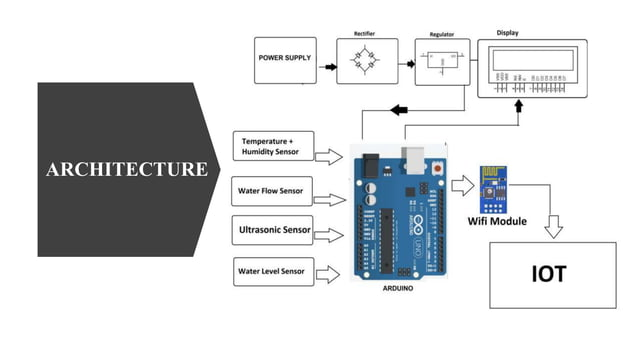 Rectifier
Regulator
Display
POWER SUPPLY
ARCHITECTURE
Temperature +
Humidity Sensor
Water Flow Sensor
Ultrasonic Sensor
Water Level Sensor
UNO
ARDUINO
Wifi Module
IOT